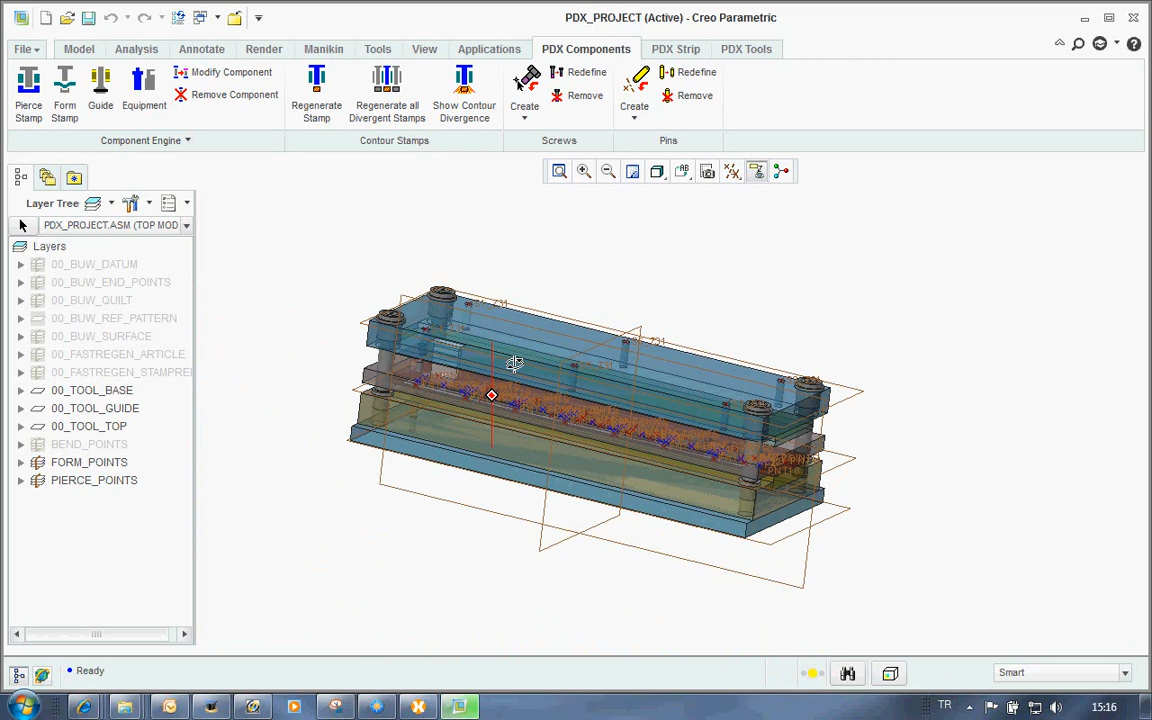 PDX_PROJECT (Active) - Creo Parametric
File Model Analysis Annotate Render Manikin Tools View Applications PDX Components PDX Strip PDX Tools
Pierce Stamp
Form Stamp
Guide
Equipment
Modify Component
Remove Component
Regenerate Stamp
Regenerate all Divergent Stamps
Show Contour Divergence
Create
Redefine
Remove
Create
Redefine
Remove
Component Engine
Contour Stamps
Screws
Pins
Layer Tree
PDX_PROJECT.ASM (TOP MOD
Layers
00_BUW_DATUM
00_BUW_END_POINTS
00_BUW_QUILT
00_BUW_REF_PATTERN
00_BUW_SURFACE
00_FASTREGEN_ARTICLE
00_FASTREGEN_STAMPREI
00_TOOL_BASE
00_TOOL_GUIDE
00_TOOL_TOP
BEND_POINTS
FORM_POINTS
PIERCE_POINTS
Ready
Smart
TR
15:16